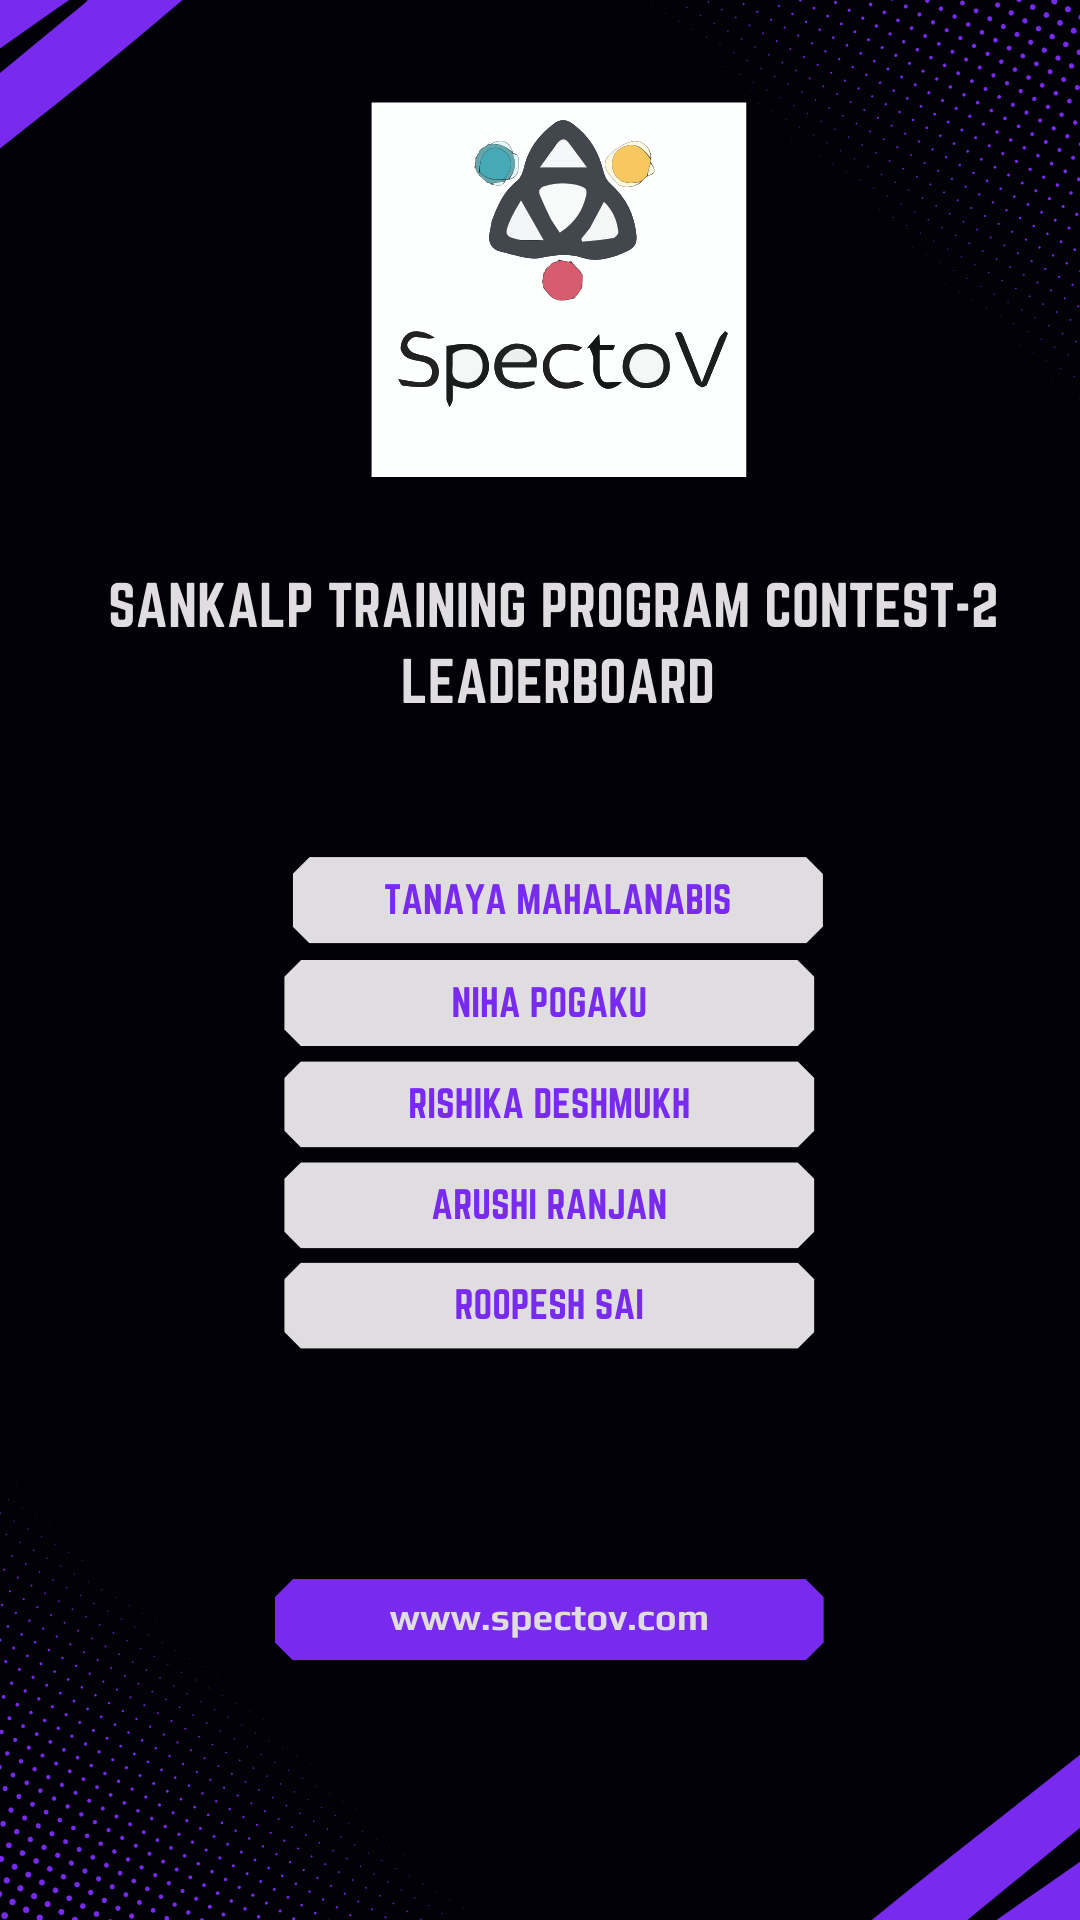 SpectoV
SANKALP TRAINING PROGRAM CONTEST-2
LEADERBOARD
TANAYA MAHALANABIS
NIHA POGAKU
RISHIKA DESHMUKH
ARUSHI RANJAN
ROOPESH SAI
www.spectov.com